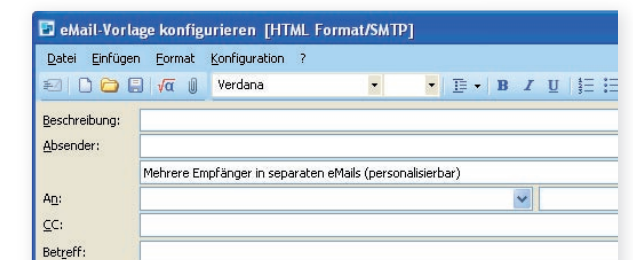 eMail-Vorlage konfigurieren [HTML Format/SMTP]
Datei Einfügen Format Konfiguration ?
√α Verdana B I U
Beschreibung:
Absender:
Mehrere Empfänger in separaten eMails (personalisierbar)
An:
CC:
Betreff: